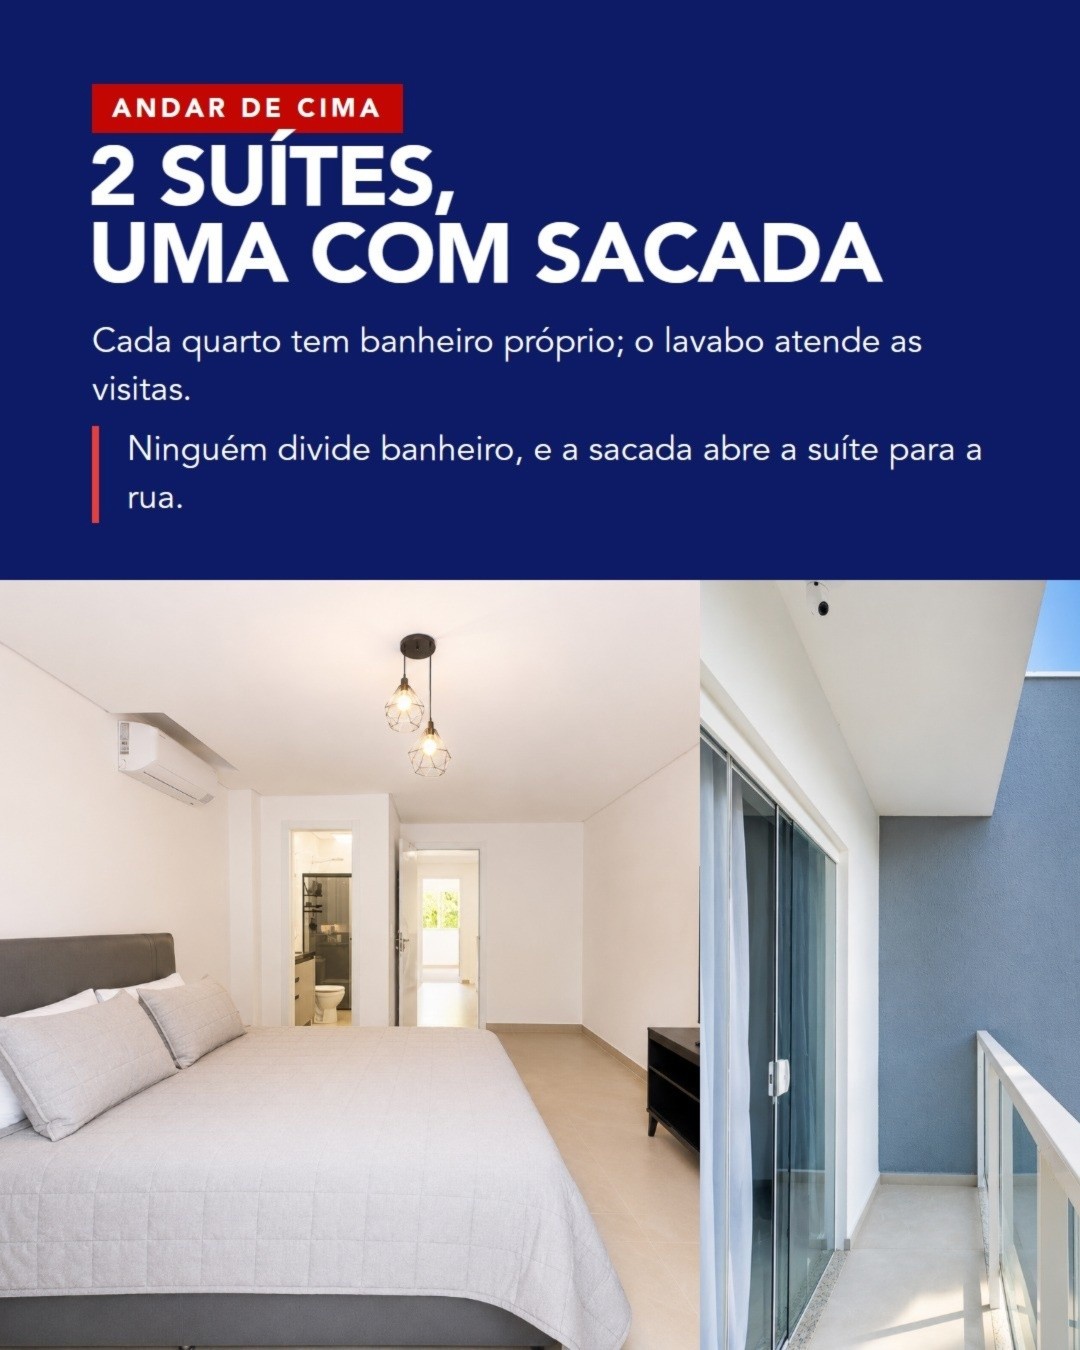 ANDAR DE CIMA
2 SUÍTES,
UMA COM SACADA
Cada quarto tem banheiro próprio; o lavabo atende as
visitas.
Ninguém divide banheiro, e a sacada abre a suíte para a
rua.